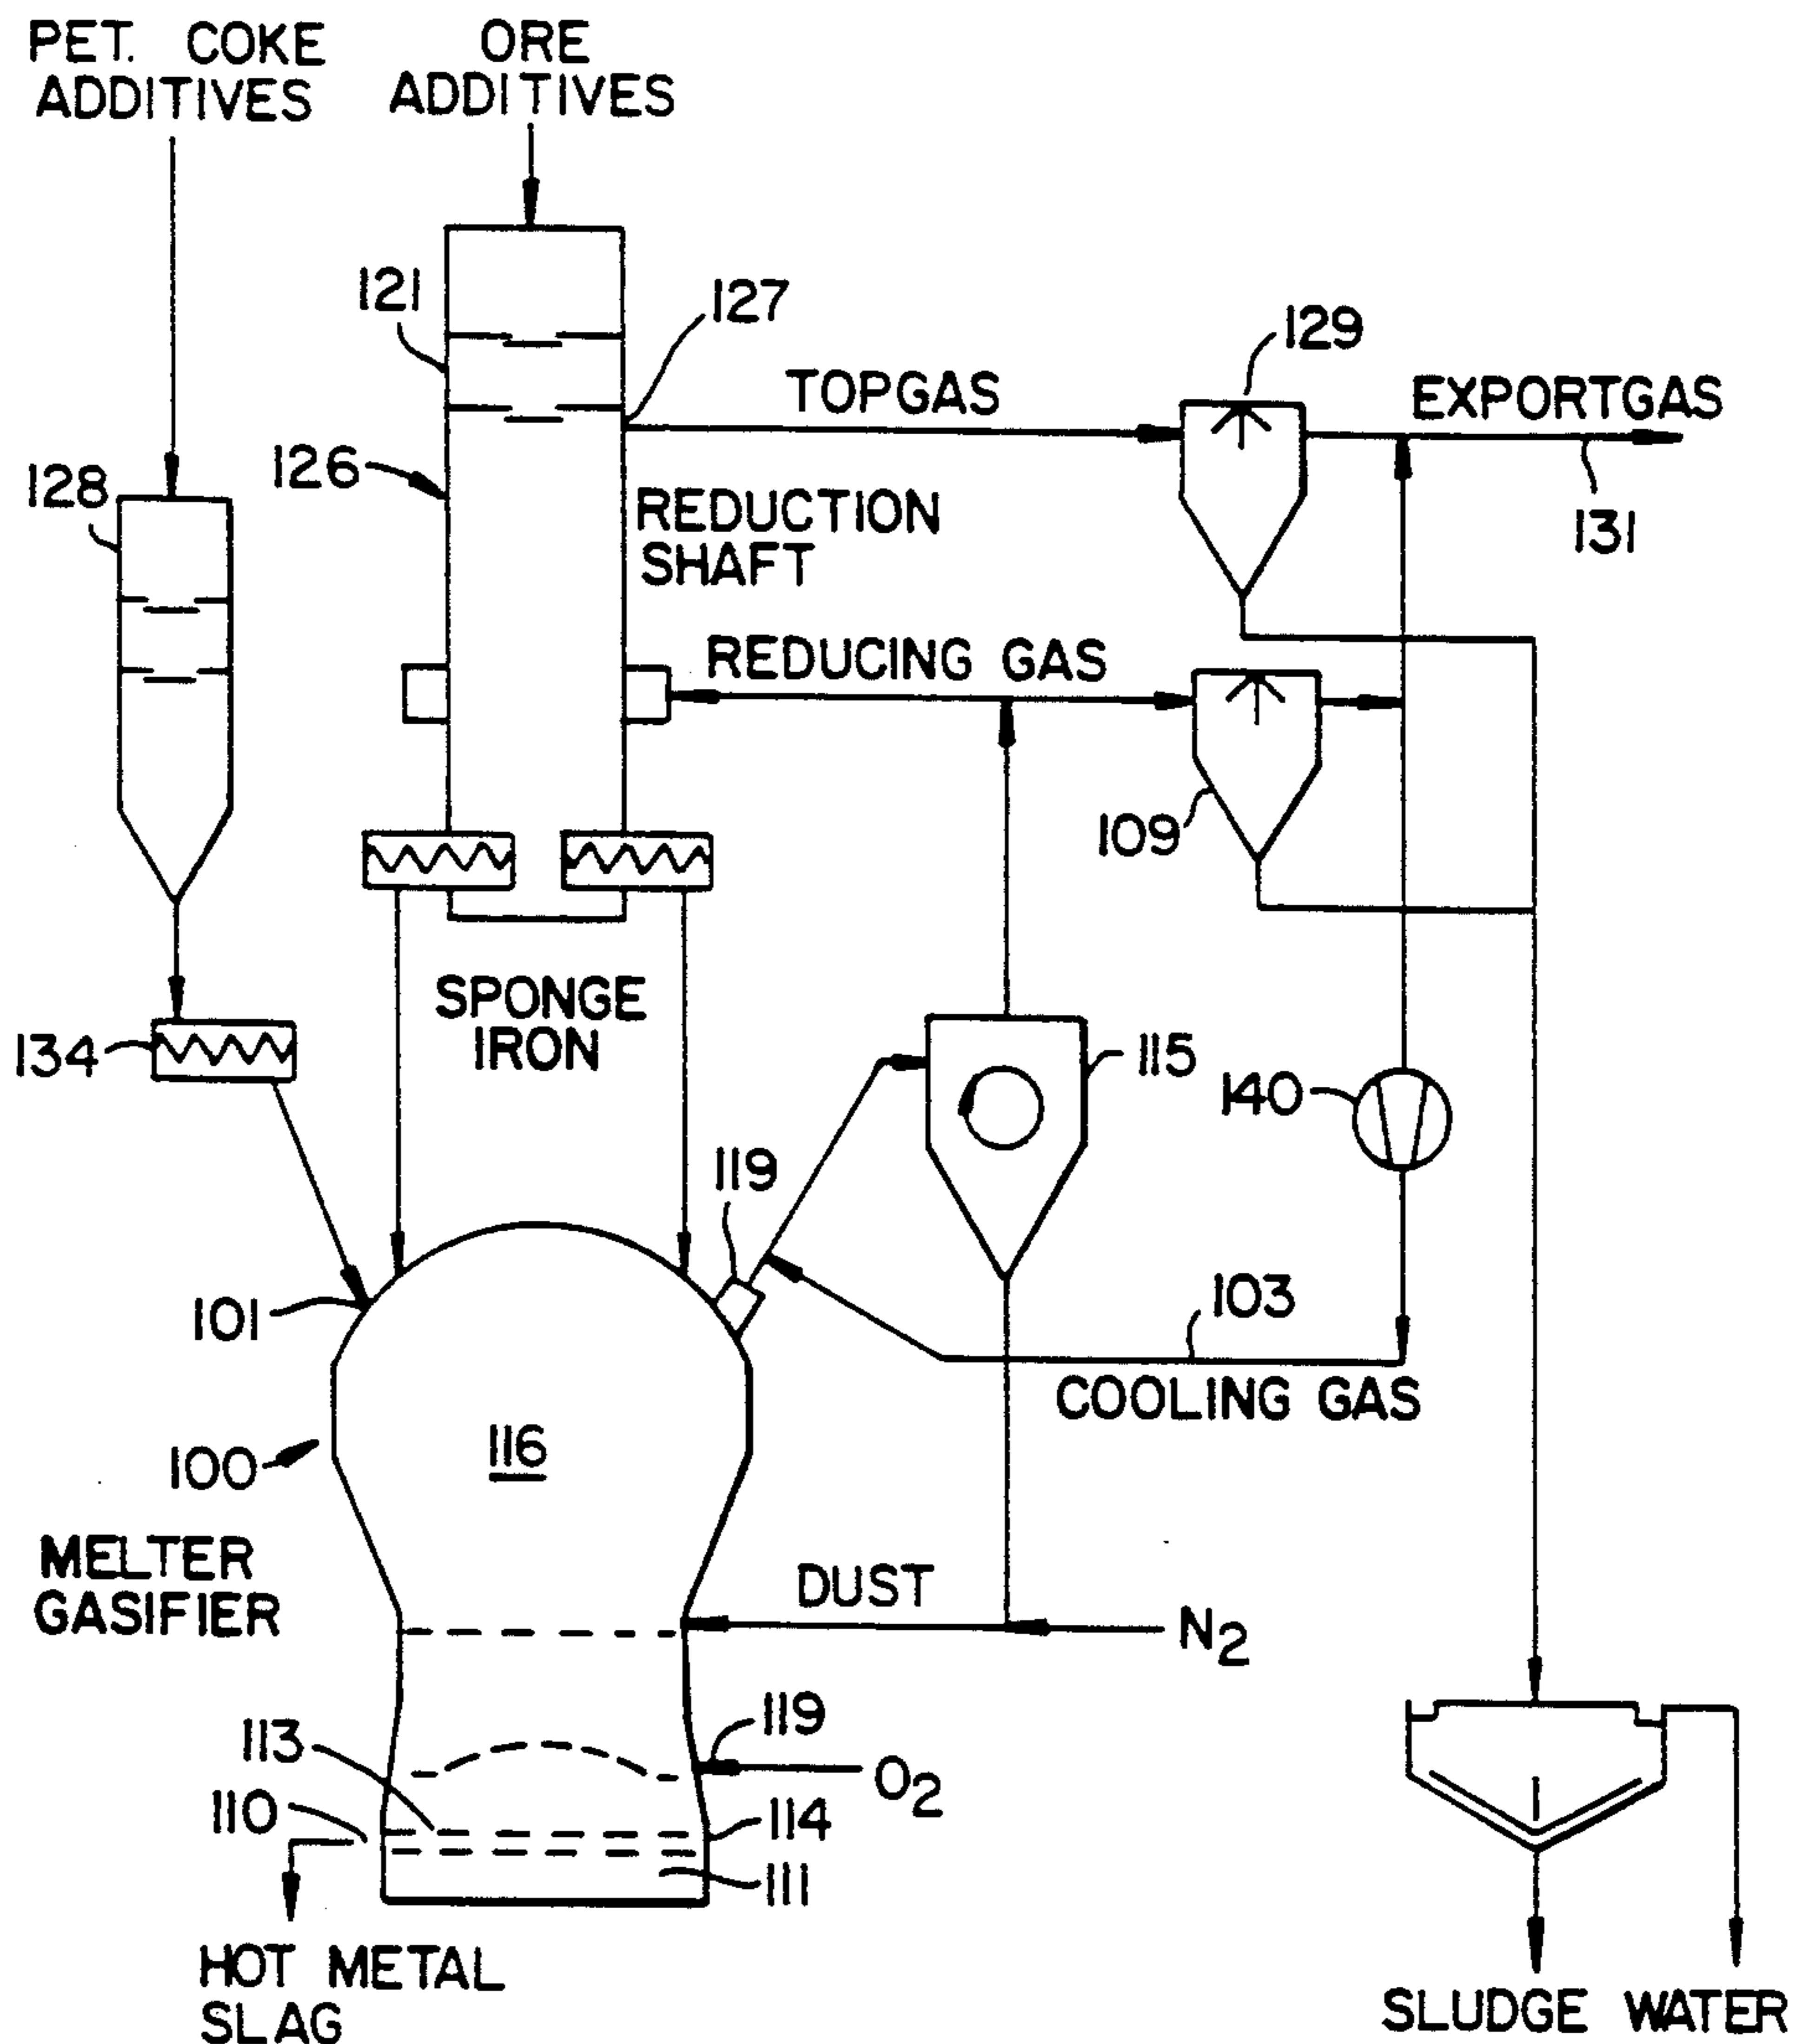 PET. COKE
ADDITIVES
ORE
ADDITIVES
121
127
129
TOPGAS
EXPORTGAS
126
128
REDUCTION
SHAFT
131
REDUCING GAS
109
SPONGE
IRON
134
115
140
119
101
103
COOLING GAS
100
116
MELTER
GASIFIER
DUST
N2
113
119
O2
110
114
111
HOT METAL
SLAG
SLUDGE WATER